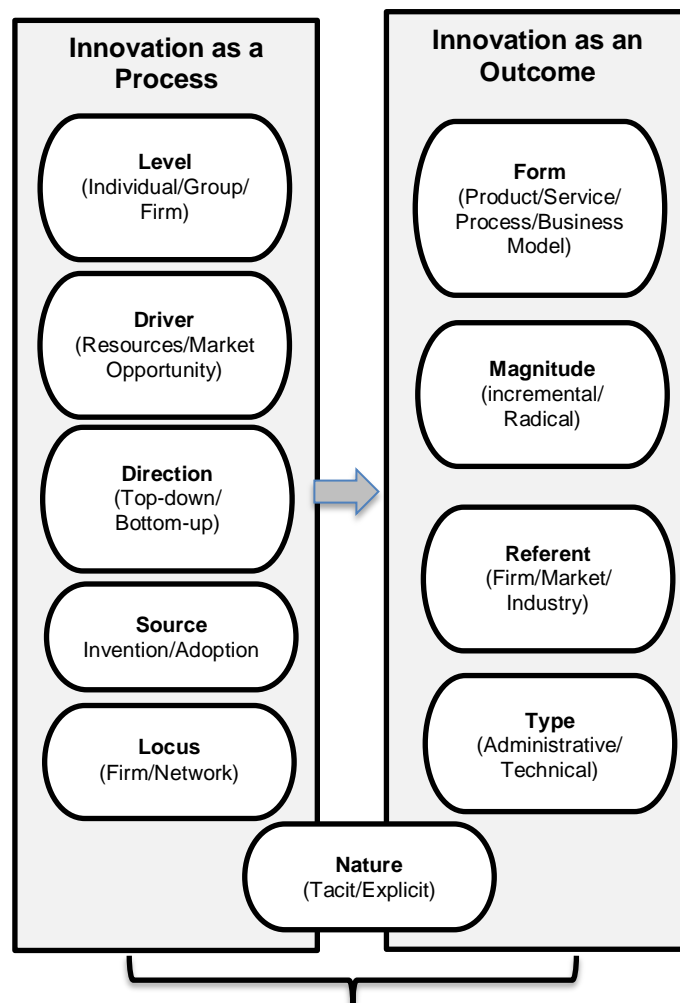 Innovation as a
Process
Level
(Individual/Group/
Firm)
Driver
(Resources/Market
Opportunity)
Direction
(Top-down/
Bottom-up)
Source
Invention/Adoption
Locus
(Firm/Network)
Innovation as an
Outcome
Form
(Product/Service/
Process/Business
Model)
Magnitude
(incremental/
Radical)
Referent
(Firm/Market/
Industry)
Type
(Administrative/
Technical)
Nature
(Tacit/Explicit)